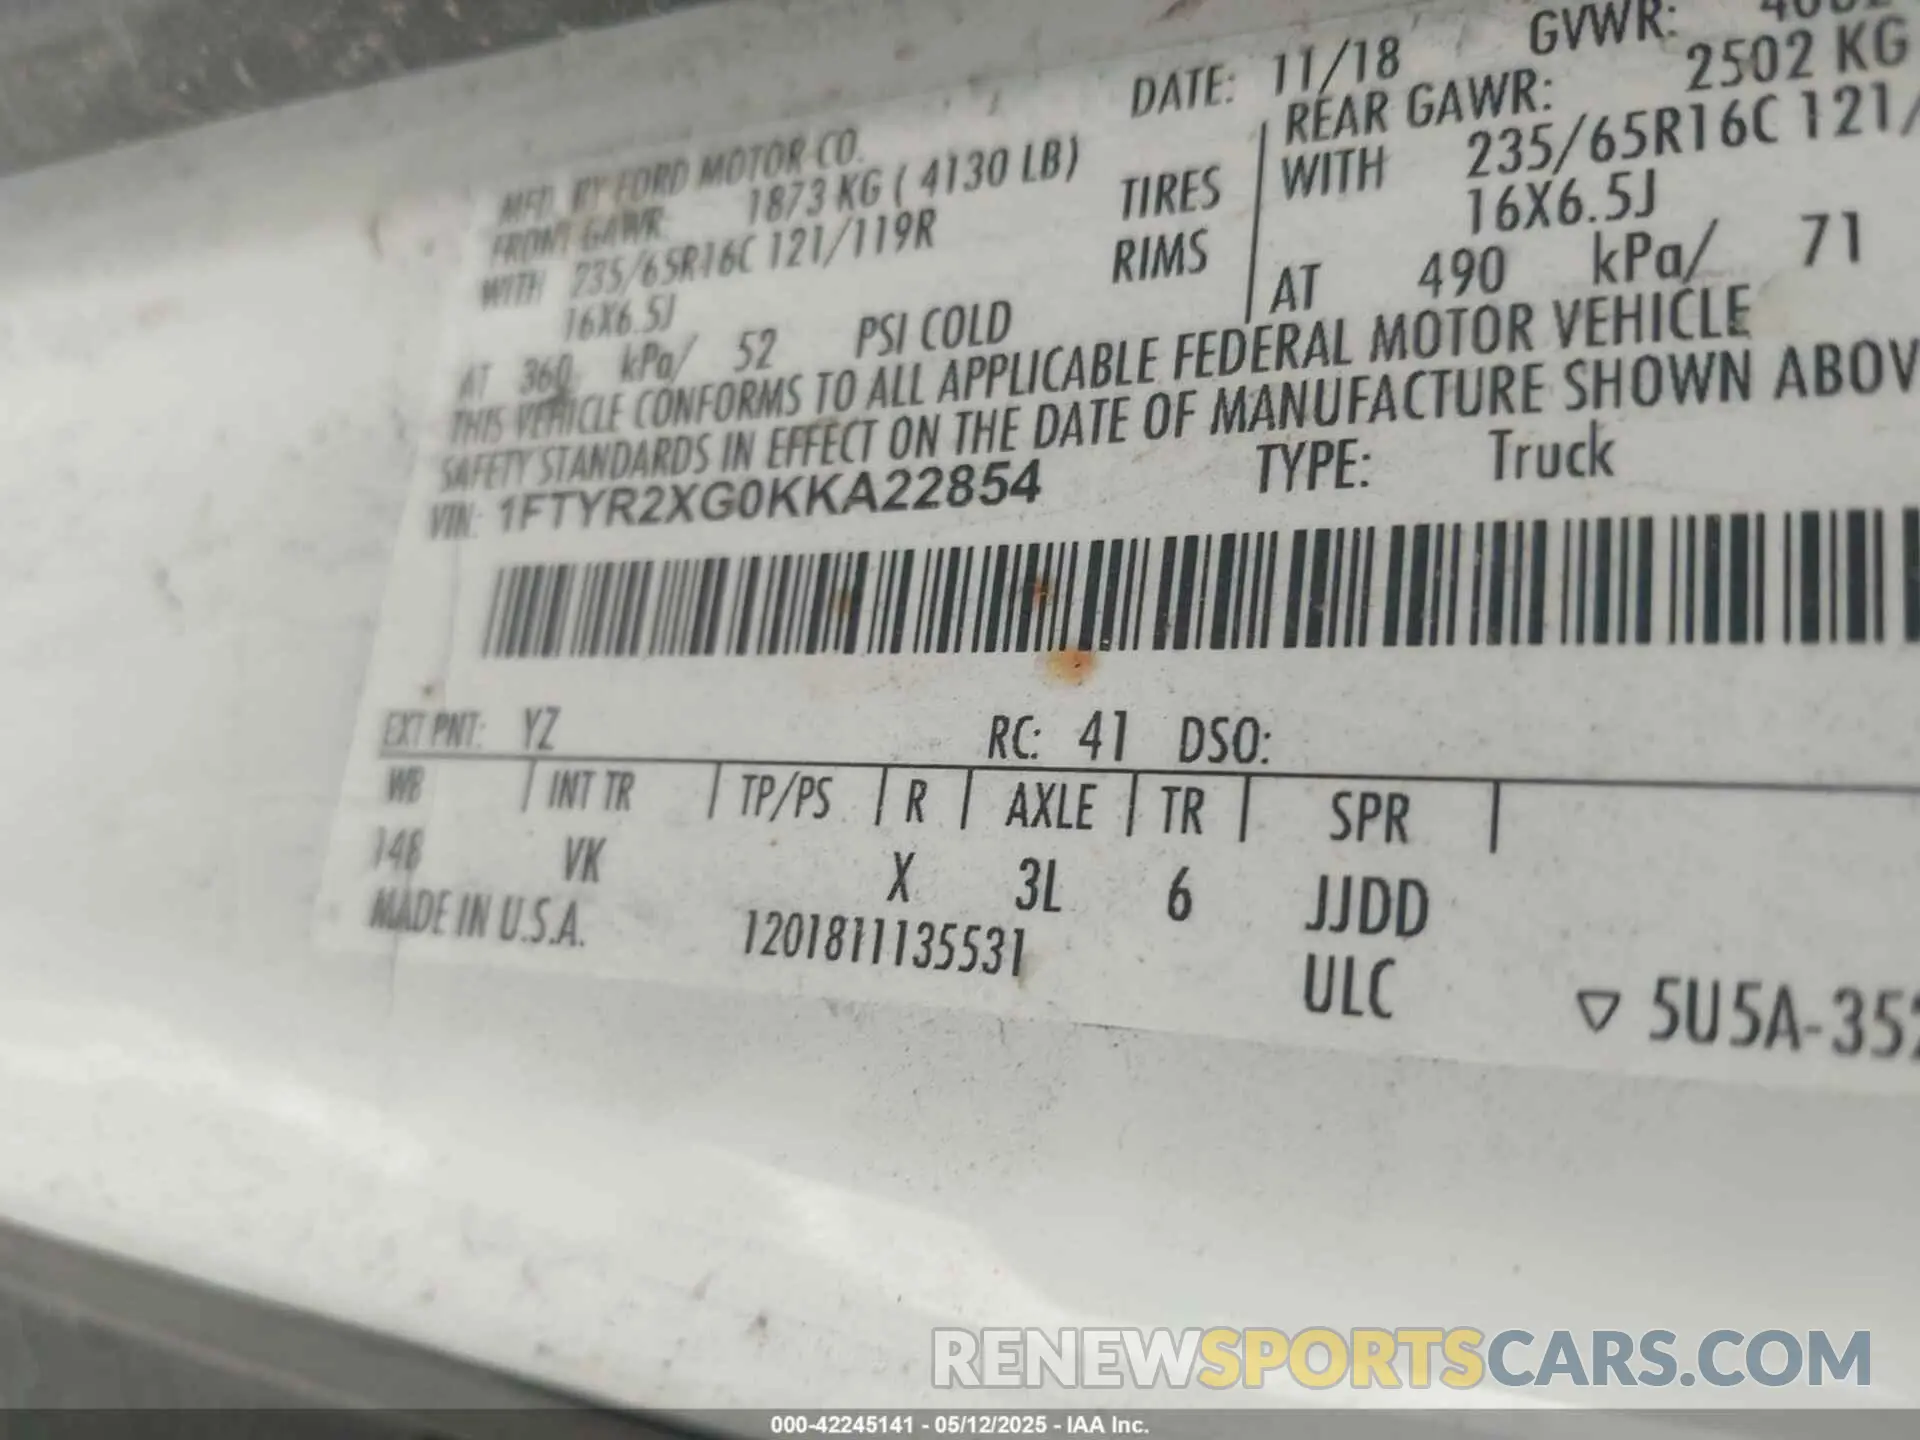 DATE: 11/18 GVWR:
MFD. BY FORD MOTOR CO.
FRONT GAWR: 1873 KG ( 4130 LB)
REAR GAWR: 2502 KG
WITH 235/65R16C 121/119R TIRES
WITH 235/65R16C 121/
16X6.5J RIMS
16X6.5J
AT 360 kPa/ 52 PSI COLD
AT 490 kPa/ 71
THIS VEHICLE CONFORMS TO ALL APPLICABLE FEDERAL MOTOR VEHICLE
SAFETY STANDARDS IN EFFECT ON THE DATE OF MANUFACTURE SHOWN ABOV
VIN: 1FTYR2XG0KKA22854 TYPE: Truck
EXT PNT: YZ RC: 41 DSO:
WB INT TR TP/PS R AXLE TR SPR
148 VK X 3L 6 JJDD
MADE IN U.S.A. 1201811135531 ULC
▽ 5U5A-352
RENEWSPORTSCARS.COM
000-42245141 - 05/12/2025 - IAA Inc.